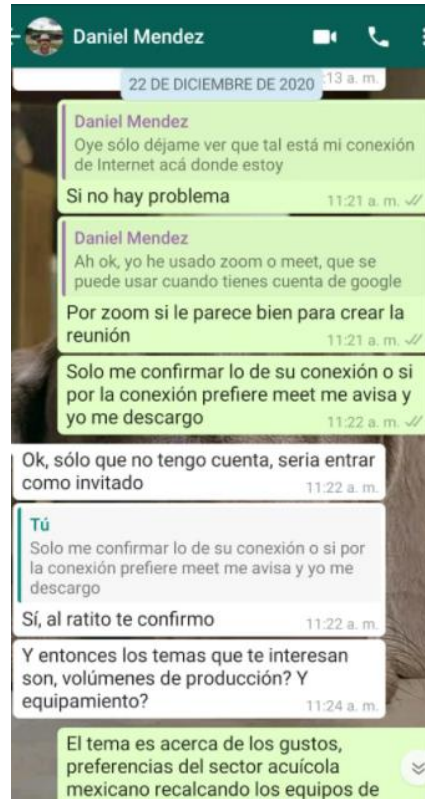 Daniel Mendez
:13 a. m.
22 DE DICIEMBRE DE 2020
Daniel Mendez
Oye sólo déjame ver que tal está mi conexión
de Internet acá donde estoy
Si no hay problema
11:21 a. m.
Daniel Mendez
Ah ok, yo he usado zoom o meet, que se
puede usar cuando tienes cuenta de google
Por zoom si le parece bien para crear la
reunión
11:21 a. m.
Solo me confirmar lo de su conexión o si
por la conexión prefiere meet me avisa y
yo me descargo
11:22 a. m.
Ok, sólo que no tengo cuenta, seria entrar
como invitado
11:22 a. m.
Tú
Solo me confirmar lo de su conexión o si por
la conexión prefiere meet me avisa y yo me
descargo
Sí, al ratito te confirmo
11:22 a. m.
Y entonces los temas que te interesan
son, volúmenes de producción? Y
equipamiento?
11:24 a. m.
El tema es acerca de los gustos,
preferencias del sector acuícola
mexicano recalcando los equipos de